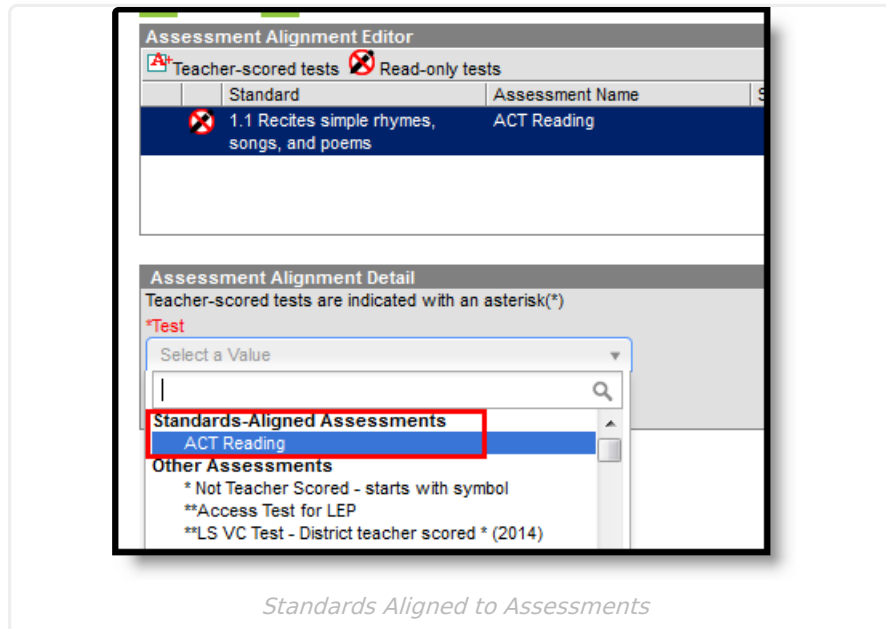 Assessment Alignment Editor
A+ Teacher-scored tests Read-only tests
Standard Assessment Name S
1.1 Recites simple rhymes, ACT Reading
songs, and poems
Assessment Alignment Detail
Teacher-scored tests are indicated with an asterisk(*)
*Test
Select a Value
Standards-Aligned Assessments
ACT Reading
Other Assessments
* Not Teacher Scored - starts with symbol
**Access Test for LEP
**LS VC Test - District teacher scored * (2014)
Standards Aligned to Assessments